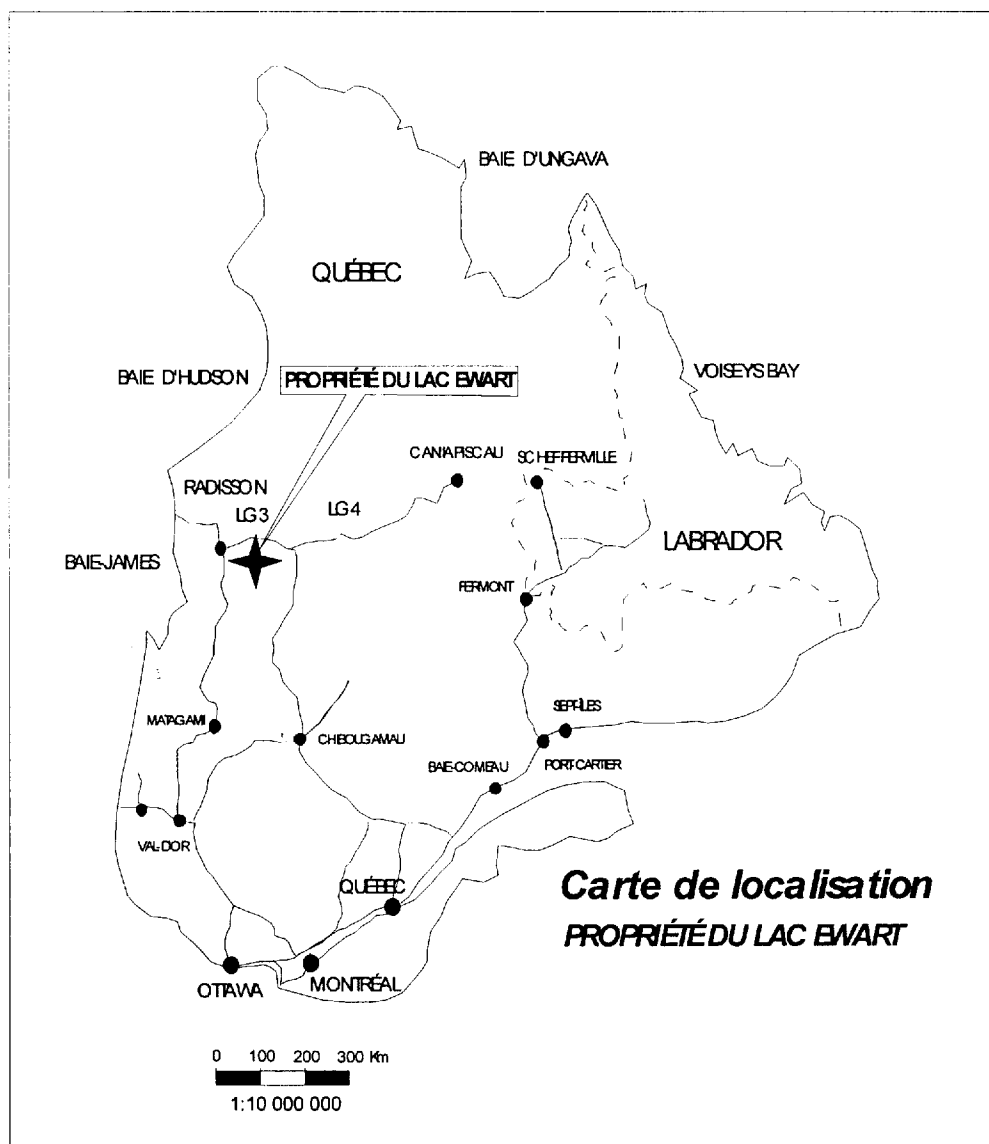 BAIE D'UNGAVA
QUÉBEC
BAIE D'HUDSON
PROPRIÉTÉ DU LAC EWART
VOISEY'S BAY
CANIAPISCAU
SCHEFFERVILLE
RADISSON
LG3
LG4
BAIE-JAMES
LABRADOR
FERMONT
MATAGAMI
CHIBOUGAMAU
SEPT-ÎLES
PORT-CARTIER
BAIE-COMEAU
VAL-D'OR
QUÉBEC
Carte de localisation
PROPRIÉTÉ DU LAC EWART
OTTAWA
MONTRÉAL
0 100 200 300 Km
1:10 000 000